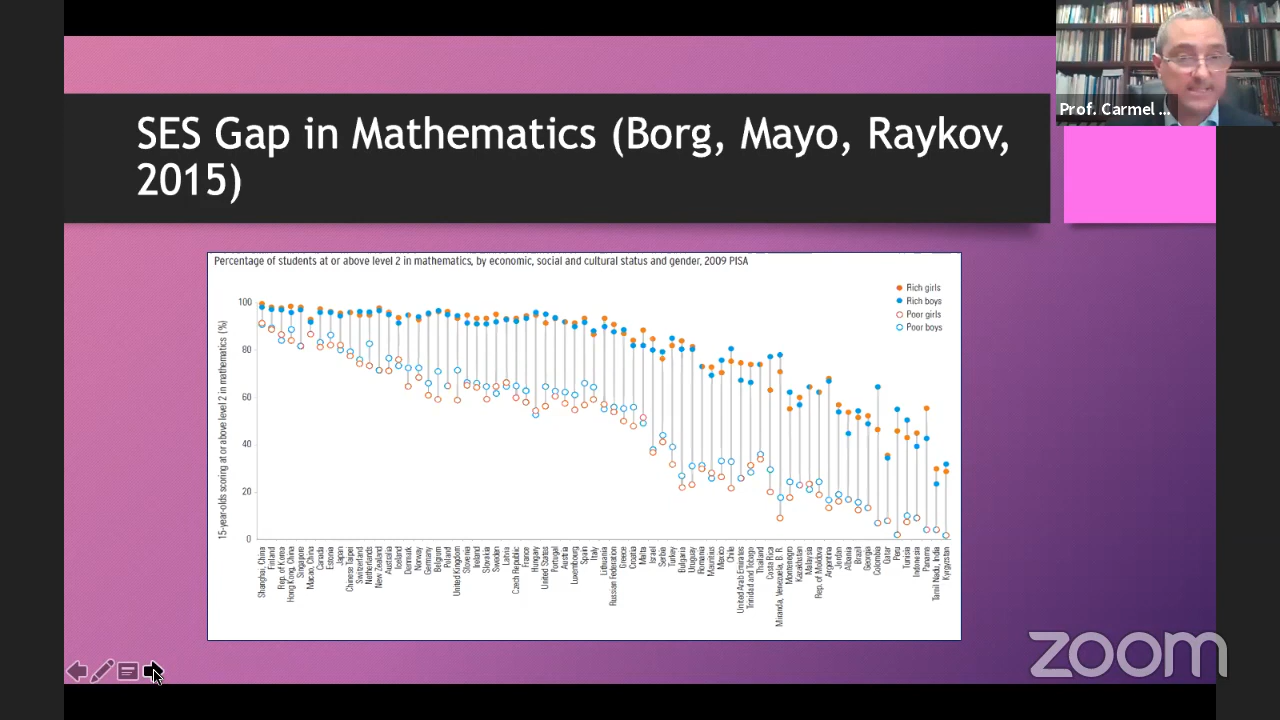 Prof. Carmel ...
SES Gap in Mathematics (Borg, Mayo, Raykov,
2015)
Percentage of students at or above level 2 in mathematics, by economic, social and cultural status and gender, 2009 PISA
Rich girls
Rich boys
Poor girls
Poor boys
15-year-olds scoring at or above level 2 in mathematics (%)
100
80
60
40
20
0
Shanghai, China
Finland
Rep. of Korea
Hong Kong, China
Singapore
Macao, China
Canada
Estonia
Japan
Chinese Taipei
Switzerland
Netherlands
New Zealand
Australia
Iceland
Denmark
Norway
Germany
Belgium
Poland
United Kingdom
Slovenia
Ireland
Slovakia
Sweden
Latvia
Czech Republic
France
Hungary
United States
Portugal
Austria
Luxembourg
Spain
Italy
Lithuania
Russian Federation
Greece
Croatia
Malta
Israel
Serbia
Turkey
Bulgaria
Uruguay
Romania
Mauritius
Mexico
Chile
United Arab Emirates
Trinidad and Tobago
Thailand
Costa Rica
Miranda, Venezuela, B. R.
Montenegro
Kazakhstan
Malaysia
Rep. of Moldova
Argentina
Jordan
Albania
Brazil
Georgia
Colombia
Qatar
Peru
Tunisia
Indonesia
Panama
Tamil Nadu, India
Kyrgyzstan
zoom